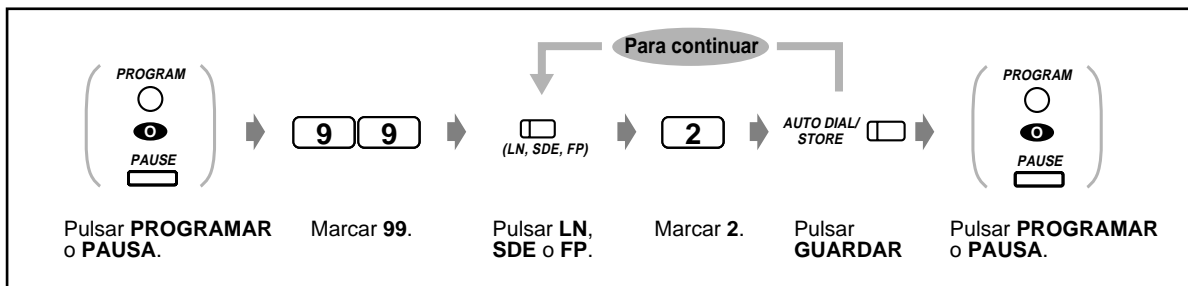 Para continuar
PROGRAM
O
PAUSE
9 9
(LN, SDE, FP)
2
AUTO DIAL/
STORE
PROGRAM
O
PAUSE
Pulsar PROGRAMAR
o PAUSA.
Marcar 99.
Pulsar LN,
SDE o FP.
Marcar 2.
Pulsar
GUARDAR
Pulsar PROGRAMAR
o PAUSA.